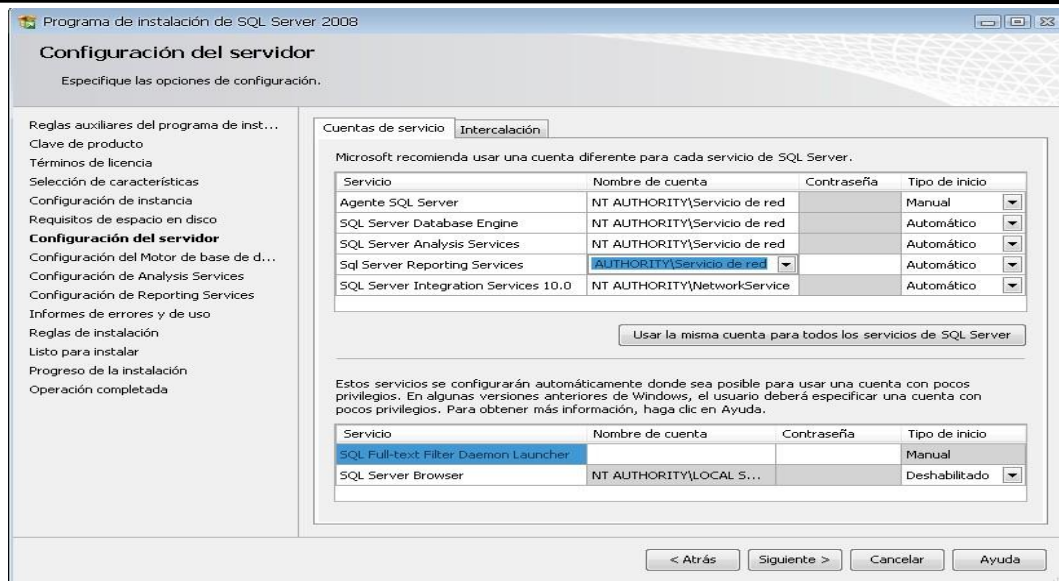 Programa de instalación de SQL Server 2008
Configuración del servidor
Especifique las opciones de configuración.
Reglas auxiliares del programa de inst...
Clave de producto
Términos de licencia
Selección de características
Configuración de instancia
Requisitos de espacio en disco
Configuración del servidor
Configuración del Motor de base de d...
Configuración de Analysis Services
Configuración de Reporting Services
Informes de errores y de uso
Reglas de instalación
Listo para instalar
Progreso de la instalación
Operación completada
Cuentas de servicio Intercalación
Microsoft recomienda usar una cuenta diferente para cada servicio de SQL Server.
Servicio Nombre de cuenta Contraseña Tipo de inicio
Agente SQL Server NT AUTHORITY\Servicio de red Manual
SQL Server Database Engine NT AUTHORITY\Servicio de red Automático
SQL Server Analysis Services NT AUTHORITY\Servicio de red Automático
Sql Server Reporting Services AUTHORITY\Servicio de red Automático
SQL Server Integration Services 10.0 NT AUTHORITY\NetworkService Automático
Usar la misma cuenta para todos los servicios de SQL Server
Estos servicios se configurarán automáticamente donde sea posible para usar una cuenta con pocos
privilegios. En algunas versiones anteriores de Windows, el usuario deberá especificar una cuenta con
pocos privilegios. Para obtener más información, haga clic en Ayuda.
Servicio Nombre de cuenta Contraseña Tipo de inicio
SQL Full-text Filter Daemon Launcher Manual
SQL Server Browser NT AUTHORITY\LOCAL S... Deshabilitado
< Atrás Siguiente > Cancelar Ayuda